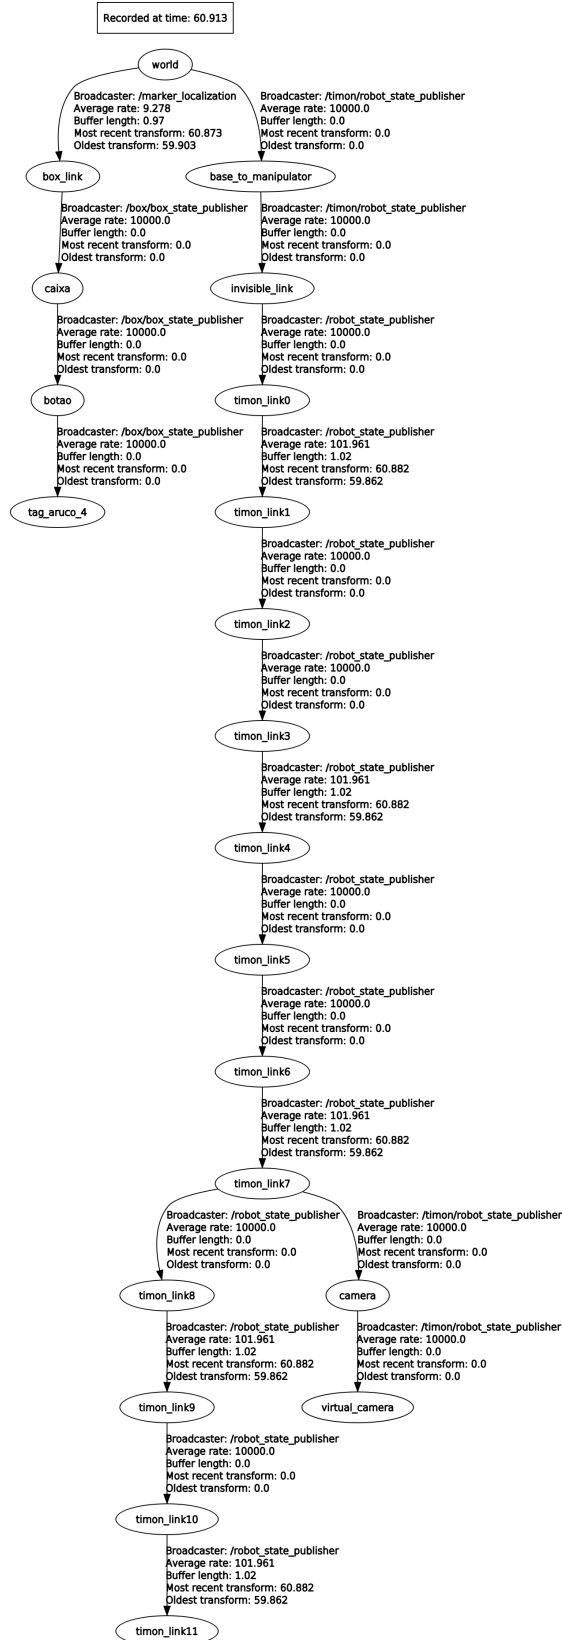 Recorded at time: 60.913
world
Broadcaster: /marker_localization
Average rate: 9.278
Buffer length: 0.97
Most recent transform: 60.873
Oldest transform: 59.903
Broadcaster: /timon/robot_state_publisher
Average rate: 10000.0
Buffer length: 0.0
Most recent transform: 0.0
Oldest transform: 0.0
box_link
base_to_manipulator
Broadcaster: /box/box_state_publisher
Average rate: 10000.0
Buffer length: 0.0
Most recent transform: 0.0
Oldest transform: 0.0
Broadcaster: /timon/robot_state_publisher
Average rate: 10000.0
Buffer length: 0.0
Most recent transform: 0.0
Oldest transform: 0.0
caixa
invisible_link
Broadcaster: /box/box_state_publisher
Average rate: 10000.0
Buffer length: 0.0
Most recent transform: 0.0
Oldest transform: 0.0
Broadcaster: /robot_state_publisher
Average rate: 10000.0
Buffer length: 0.0
Most recent transform: 0.0
Oldest transform: 0.0
botao
timon_link0
Broadcaster: /box/box_state_publisher
Average rate: 10000.0
Buffer length: 0.0
Most recent transform: 0.0
Oldest transform: 0.0
Broadcaster: /robot_state_publisher
Average rate: 101.961
Buffer length: 1.02
Most recent transform: 60.882
Oldest transform: 59.862
tag_aruco_4
timon_link1
Broadcaster: /robot_state_publisher
Average rate: 10000.0
Buffer length: 0.0
Most recent transform: 0.0
Oldest transform: 0.0
timon_link2
Broadcaster: /robot_state_publisher
Average rate: 10000.0
Buffer length: 0.0
Most recent transform: 0.0
Oldest transform: 0.0
timon_link3
Broadcaster: /robot_state_publisher
Average rate: 101.961
Buffer length: 1.02
Most recent transform: 60.882
Oldest transform: 59.862
timon_link4
Broadcaster: /robot_state_publisher
Average rate: 10000.0
Buffer length: 0.0
Most recent transform: 0.0
Oldest transform: 0.0
timon_link5
Broadcaster: /robot_state_publisher
Average rate: 10000.0
Buffer length: 0.0
Most recent transform: 0.0
Oldest transform: 0.0
timon_link6
Broadcaster: /robot_state_publisher
Average rate: 101.961
Buffer length: 1.02
Most recent transform: 60.882
Oldest transform: 59.862
timon_link7
Broadcaster: /robot_state_publisher
Average rate: 10000.0
Buffer length: 0.0
Most recent transform: 0.0
Oldest transform: 0.0
Broadcaster: /timon/robot_state_publisher
Average rate: 10000.0
Buffer length: 0.0
Most recent transform: 0.0
Oldest transform: 0.0
timon_link8
camera
Broadcaster: /robot_state_publisher
Average rate: 101.961
Buffer length: 1.02
Most recent transform: 60.882
Oldest transform: 59.862
Broadcaster: /timon/robot_state_publisher
Average rate: 10000.0
Buffer length: 0.0
Most recent transform: 0.0
Oldest transform: 0.0
timon_link9
virtual_camera
Broadcaster: /robot_state_publisher
Average rate: 10000.0
Buffer length: 0.0
Most recent transform: 0.0
Oldest transform: 0.0
timon_link10
Broadcaster: /robot_state_publisher
Average rate: 101.961
Buffer length: 1.02
Most recent transform: 60.882
Oldest transform: 59.862
timon_link11